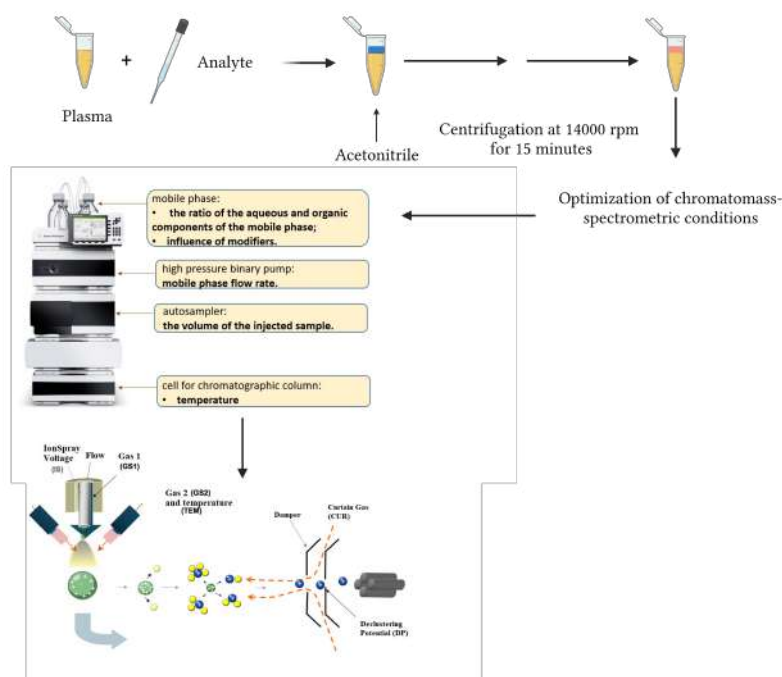 Plasma
+
Analyte
Acetonitrile
Centrifugation at 14000 rpm
for 15 minutes
Optimization of chromatomass-
spectrometric conditions
mobile phase:
• the ratio of the aqueous and organic
components of the mobile phase;
• influence of modifiers.
high pressure binary pump:
mobile phase flow rate.
autosampler:
the volume of the injected sample.
cell for chromatographic column:
• temperature
IonSpray
Voltage
(IS)
Flow
Gas 1
(GS1)
Gas 2 (GS2)
and temperature
(TEM)
Damper
Curtain Gas
(CUR)
Declustering
Potential (DP)